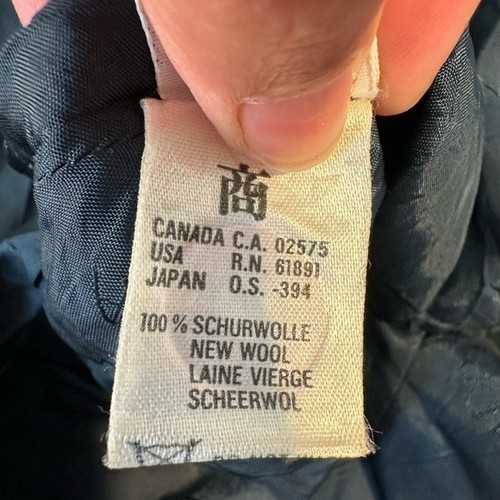 商
CANADA C.A. 02575
USA R.N. 61891
JAPAN O.S. -394
100 % SCHURWOLLE
NEW WOOL
LAINE VIERGE
SCHEERWOL